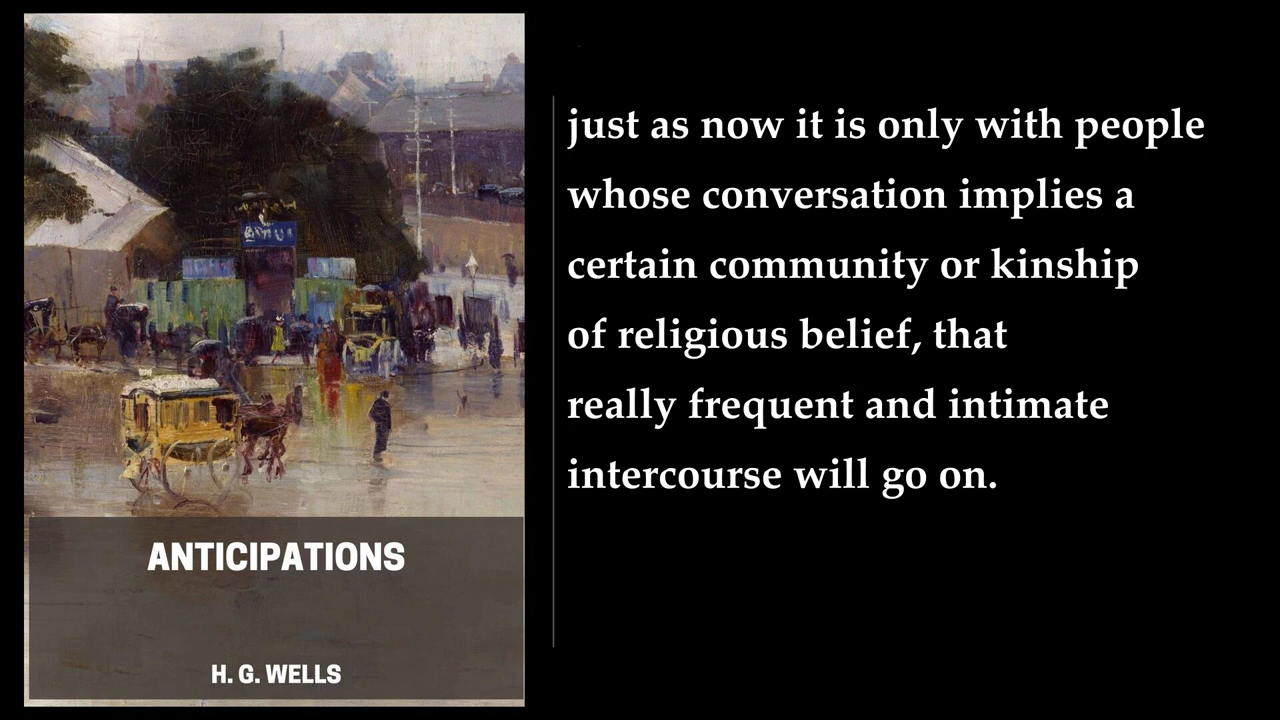 ANTICIPATIONS
H. G. WELLS
just as now it is only with people
whose conversation implies a
certain community or kinship
of religious belief, that
really frequent and intimate
intercourse will go on.